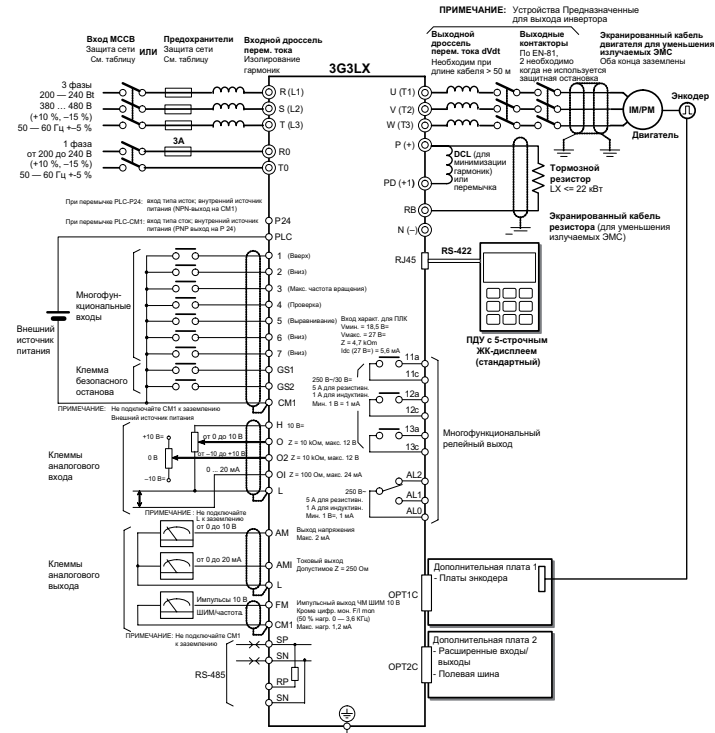 ПРИМЕЧАНИЕ: Устройства Предназначенные
для выхода инвертора
Вход MCCB
Защита сети
См. таблицу
ИЛИ
Предохранители
Защита сети
См. таблицу
Входной дроссель
перем. тока
Изолирование
гармоник
3G3LX
Выходной
дроссель
перем. тока dVdt
Необходим при
длине кабеля > 50 м
Выходные
контакторы
По EN-81,
2 необходимо
когда не используется
защитная остановка
Экранированный кабель
двигателя для уменьшения
излучаемых ЭМС
Оба конца заземлены
3 фазы
200 — 240 Bt
380 ... 480 В
(+10 %, –15 %)
50 — 60 Гц +–5 %
R (L1)
S (L2)
T (L3)
U (T1)
V (T2)
W (T3)
IM/PM
Двигатель
Энкодер
1 фаза
от 200 до 240 В
(+10 %, –15 %)
50 — 60 Гц +–5 %
3A
R0
T0
P (+)
PD (+1)
RB
N (–)
DCL (для
минимизации
гармоник)
или
перемычка
Тормозной
резистор
LX <= 22 кВт
Экранированный кабель
резистора (для уменьшения
излучаемых ЭМС)
При перемычке PLC-P24: вход типа исток; внутренний источник
питания (NPN-выход на CM1)
При перемычке PLC-CM1: вход типа сток; внутренний источник
питания (PNP выход на P 24)
P24
PLC
RJ45
RS-422
ПДУ с 5-строчным
ЖК-дисплеем
(стандартный)
Внешний
источник
питания
Многофун-
кциональные
входы
1 (Вверх)
2 (Вниз)
3 (Макс. частота вращения)
4 (Проверка)
5 (Выравнивание)
6 (Вниз)
7 (Вниз)
Вход характ. для ПЛК
Vмин. = 18,5 В=
Vмакс. = 27 В=
Z = 4,7 kOm
Idc (27 В=) = 5,6 мА
Клемма
безопасного
останова
GS1
GS2
CM1
ПРИМЕЧАНИЕ: Не подключайте CM1 к заземлению
Внешний источник питания
250 В~/30 В=
5 А для резистивн.
1 А для индуктивн.
Мин. 1 В= 1 мА
11a
11c
12a
12c
13a
13c
Многофункциональный
релейный выход
250 В~
5 А для резистивн.
1 А для индуктивн.
Мин. 1 В=, 1 мА
AL2
AL1
AL0
Клеммы
аналогового
входа
+10 В=
0 В
–10 В=
от 0 до 10 В
от –10 до +10 В
0 ... 20 мА
H 10 В=
O Z = 10 кОм, макс. 12 В
O2 Z = 10 кОм, макс. 12 В
OI Z = 100 Ом, макс. 24 мА
L
ПРИМЕЧАНИЕ : Не подключайте
L к заземлению
Клеммы
аналогового
выхода
от 0 до 10 В
от 0 до 20 мА
Импульсы 10 В
ШИМ/частота.
AM
Выход напряжения
Макс. 2 мА
AMI
Токовый выход
Допустимое Z = 250 Ом
L
FM
Импульсный выход ЧМ ШИМ 10 В
Кроме цифр. мон. F/I mon
(50 % нагр. 0 — 3,6 КГц)
Макс. нагр. 1,2 мА
CM1
ПРИМЕЧАНИЕ: Не подключайте CM1
к заземлению
RS-485
SP
SN
RP
SN
OPT1C
Дополнительная плата 1
- Платы энкодера
OPT2C
Дополнительная плата 2
- Расширенные входы/
выходы
- Полевая шина